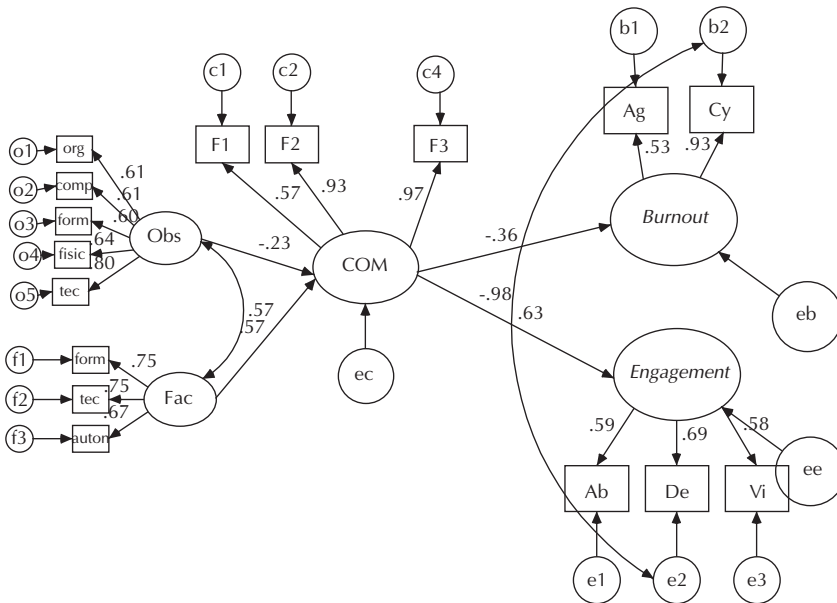 b1
b2
c1
c2
c4
Ag
Cy
F1
F2
F3
o1
org
.61
.53
.93
o2
comp
.61
.57
.93
.97
o3
form
.60
Obs
Burnout
o4
fisic
.64
-.23
-.36
.80
COM
o5
tec
-.98
.57
.63
.57
eb
f1
form
.75
ec
Engagement
f2
tec
.75
Fac
f3
auton
.67
.59
.69
.58
Ab
De
Vi
ee
e1
e2
e3